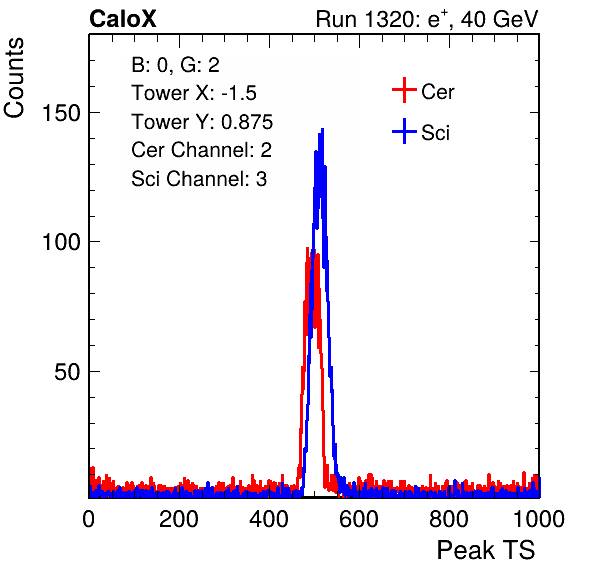 CaloX Run 1320: e⁺, 40 GeV
Counts
B: 0, G: 2
Tower X: -1.5
Tower Y: 0.875
Cer Channel: 2
Sci Channel: 3
Cer
Sci
150
100
50
0 200 400 600 800 1000
Peak TS